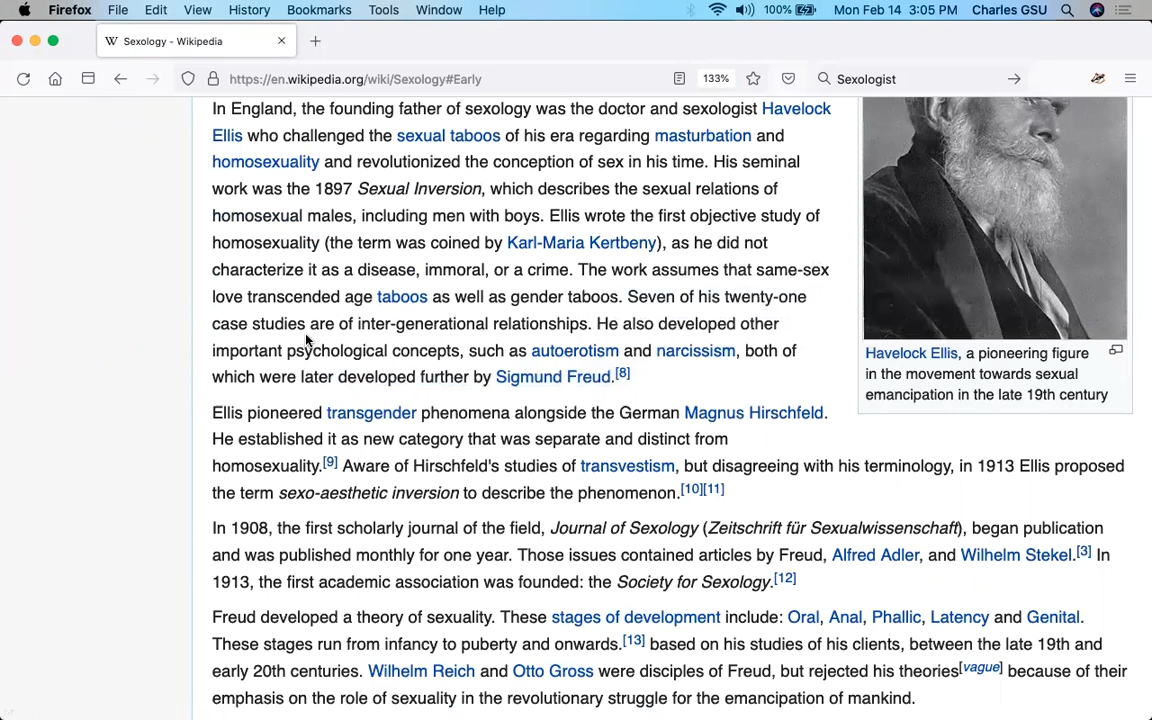 Firefox File Edit View History Bookmarks Tools Window Help 100% Mon Feb 14 3:05 PM Charles GSU
W Sexology - Wikipedia
https://en.wikipedia.org/wiki/Sexology#Early 133% Sexologist
In England, the founding father of sexology was the doctor and sexologist Havelock
Ellis who challenged the sexual taboos of his era regarding masturbation and
homosexuality and revolutionized the conception of sex in his time. His seminal
work was the 1897 Sexual Inversion, which describes the sexual relations of
homosexual males, including men with boys. Ellis wrote the first objective study of
homosexuality (the term was coined by Karl-Maria Kertbeny), as he did not
characterize it as a disease, immoral, or a crime. The work assumes that same-sex
love transcended age taboos as well as gender taboos. Seven of his twenty-one
case studies are of inter-generational relationships. He also developed other
important psychological concepts, such as autoerotism and narcissism, both of
which were later developed further by Sigmund Freud.[8]
Havelock Ellis, a pioneering figure
in the movement towards sexual
emancipation in the late 19th century
Ellis pioneered transgender phenomena alongside the German Magnus Hirschfeld.
He established it as new category that was separate and distinct from
homosexuality.[9] Aware of Hirschfeld's studies of transvestism, but disagreeing with his terminology, in 1913 Ellis proposed
the term sexo-aesthetic inversion to describe the phenomenon.[10][11]
In 1908, the first scholarly journal of the field, Journal of Sexology (Zeitschrift für Sexualwissenschaft), began publication
and was published monthly for one year. Those issues contained articles by Freud, Alfred Adler, and Wilhelm Stekel.[3] In
1913, the first academic association was founded: the Society for Sexology.[12]
Freud developed a theory of sexuality. These stages of development include: Oral, Anal, Phallic, Latency and Genital.
These stages run from infancy to puberty and onwards.[13] based on his studies of his clients, between the late 19th and
early 20th centuries. Wilhelm Reich and Otto Gross were disciples of Freud, but rejected his theories[vague] because of their
emphasis on the role of sexuality in the revolutionary struggle for the emancipation of mankind.